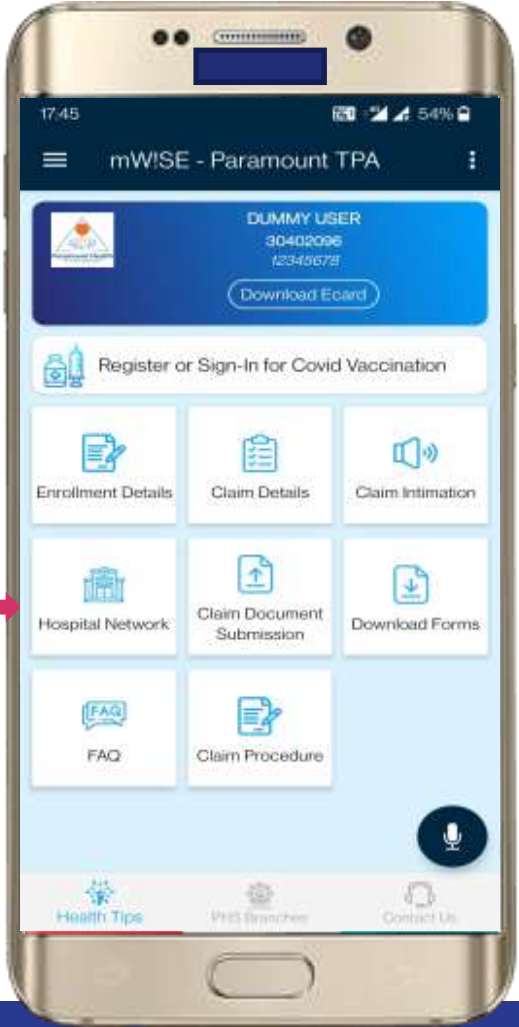 17:45
54%
mW!SE - Paramount TPA
DUMMY USER
30402096
12345678
Download Ecard
Register or Sign-In for Covid Vaccination
Enrollment Details
Claim Details
Claim Intimation
Hospital Network
Claim Document
Submission
Download Forms
FAQ
FAQ
Claim Procedure
Health Tips
PHS Branches
Contact Us